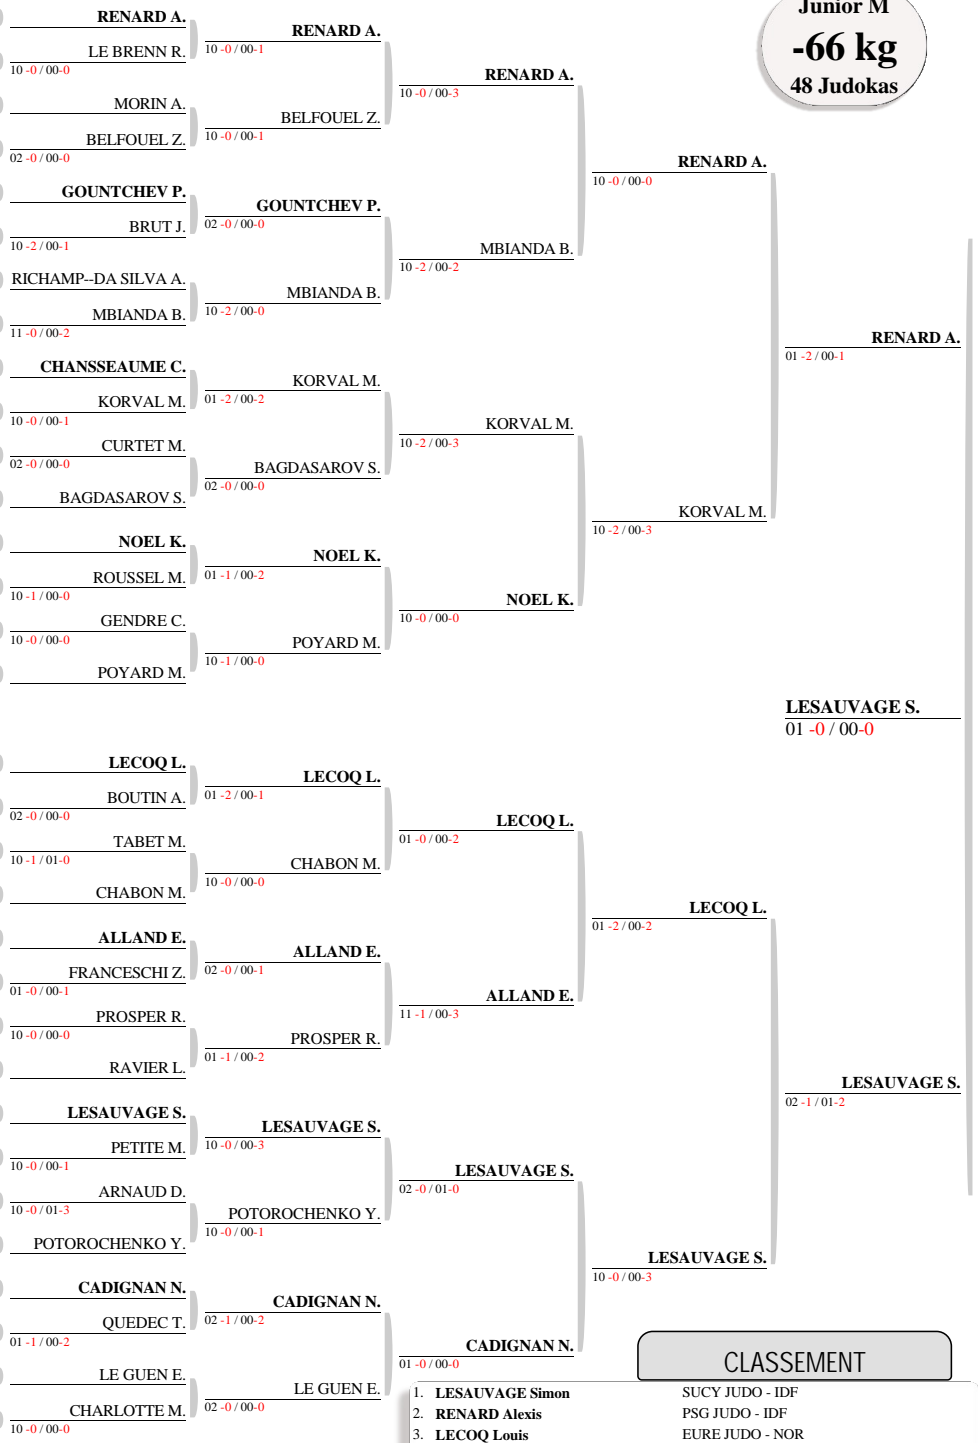 Junior M
-66 kg
48 Judokas
RENARD A.
LE BRENN R.
10 -0 / 00-0
MORIN A.
BELFOUEL Z.
02 -0 / 00-0
GOUNTCHEV P.
BRUT J.
10 -2 / 00-1
RICHAMP--DA SILVA A.
MBIANDA B.
11 -0 / 00-2
CHANSSEAUME C.
KORVAL M.
10 -0 / 00-1
CURTET M.
02 -0 / 00-0
BAGDASAROV S.
NOEL K.
ROUSSEL M.
10 -1 / 00-0
GENDRE C.
10 -0 / 00-0
POYARD M.
LECOQ L.
BOUTIN A.
02 -0 / 00-0
TABET M.
10 -1 / 01-0
CHABON M.
ALLAND E.
FRANCESCHI Z.
01 -0 / 00-1
PROSPER R.
10 -0 / 00-0
RAVIER L.
LESAUVAGE S.
PETITE M.
10 -0 / 00-1
ARNAUD D.
10 -0 / 01-3
POTOROCHENKO Y.
CADIGNAN N.
QUEDEC T.
01 -1 / 00-2
LE GUEN E.
CHARLOTTE M.
10 -0 / 00-0
RENARD A.
10 -0 / 00-1
BELFOUEL Z.
10 -0 / 00-1
GOUNTCHEV P.
02 -0 / 00-0
MBIANDA B.
10 -2 / 00-0
KORVAL M.
01 -2 / 00-2
BAGDASAROV S.
02 -0 / 00-0
NOEL K.
01 -1 / 00-2
POYARD M.
10 -1 / 00-0
LECOQ L.
01 -2 / 00-1
CHABON M.
10 -0 / 00-0
ALLAND E.
02 -0 / 00-1
PROSPER R.
01 -1 / 00-2
LESAUVAGE S.
10 -0 / 00-3
POTOROCHENKO Y.
10 -0 / 00-1
CADIGNAN N.
02 -1 / 00-2
LE GUEN E.
02 -0 / 00-0
RENARD A.
10 -0 / 00-3
MBIANDA B.
10 -2 / 00-2
KORVAL M.
10 -2 / 00-3
NOEL K.
10 -0 / 00-0
LECOQ L.
01 -0 / 00-2
ALLAND E.
11 -1 / 00-3
LESAUVAGE S.
02 -0 / 01-0
CADIGNAN N.
01 -0 / 00-0
RENARD A.
10 -0 / 00-0
KORVAL M.
10 -2 / 00-3
LECOQ L.
01 -2 / 00-2
LESAUVAGE S.
10 -0 / 00-3
RENARD A.
01 -2 / 00-1
LESAUVAGE S.
01 -0 / 00-0
LESAUVAGE S.
02 -1 / 01-2
CLASSEMENT
1. LESAUVAGE Simon SUCY JUDO - IDF
2. RENARD Alexis PSG JUDO - IDF
3. LECOQ Louis EURE JUDO - NOR